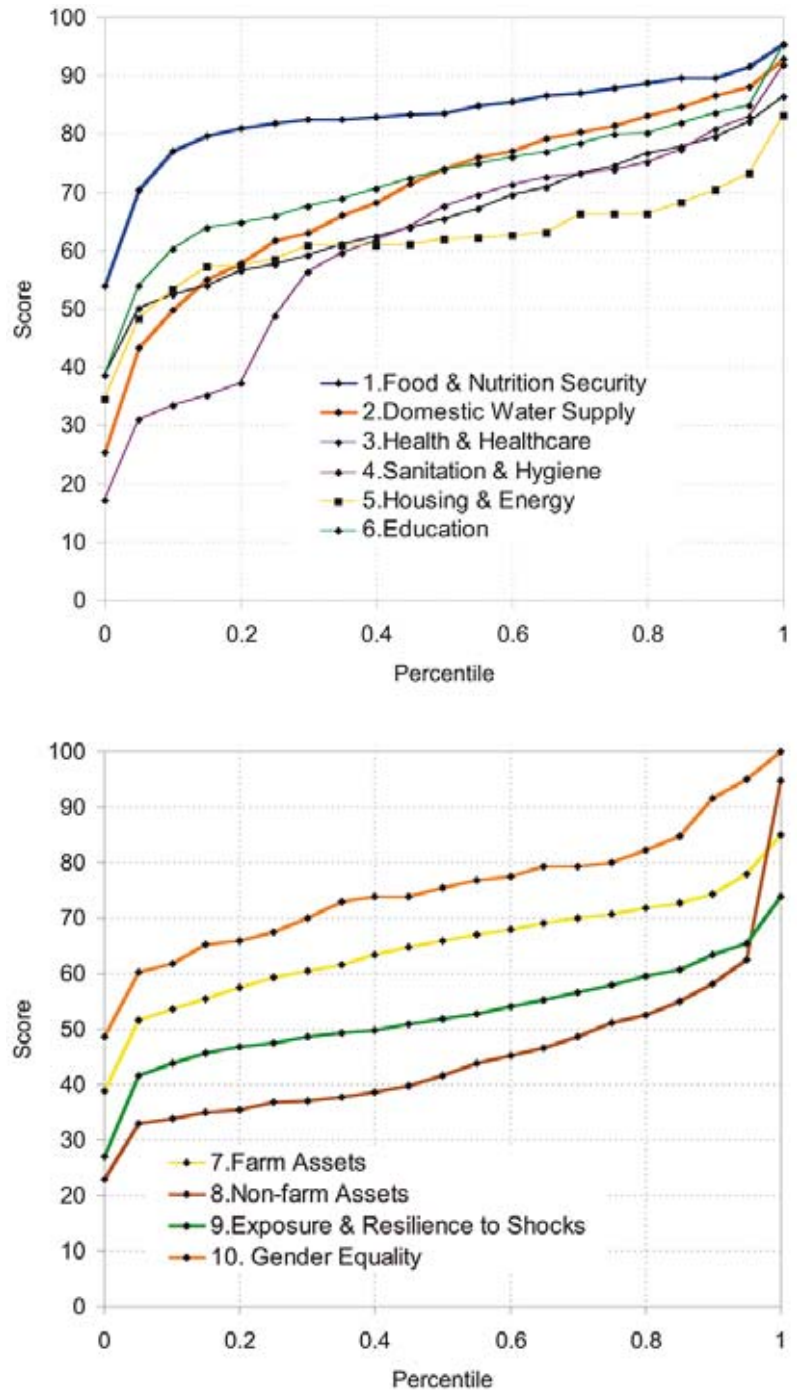 100
90
80
70
60
50
40
30
20
10
0
Score
1.Food & Nutrition Security
2.Domestic Water Supply
3.Health & Healthcare
4.Sanitation & Hygiene
5.Housing & Energy
6.Education
0 0.2 0.4 0.6 0.8 1
Percentile
100
90
80
70
60
50
40
30
20
10
0
Score
7.Farm Assets
8.Non-farm Assets
9.Exposure & Resilience to Shocks
10. Gender Equality
0 0.2 0.4 0.6 0.8 1
Percentile